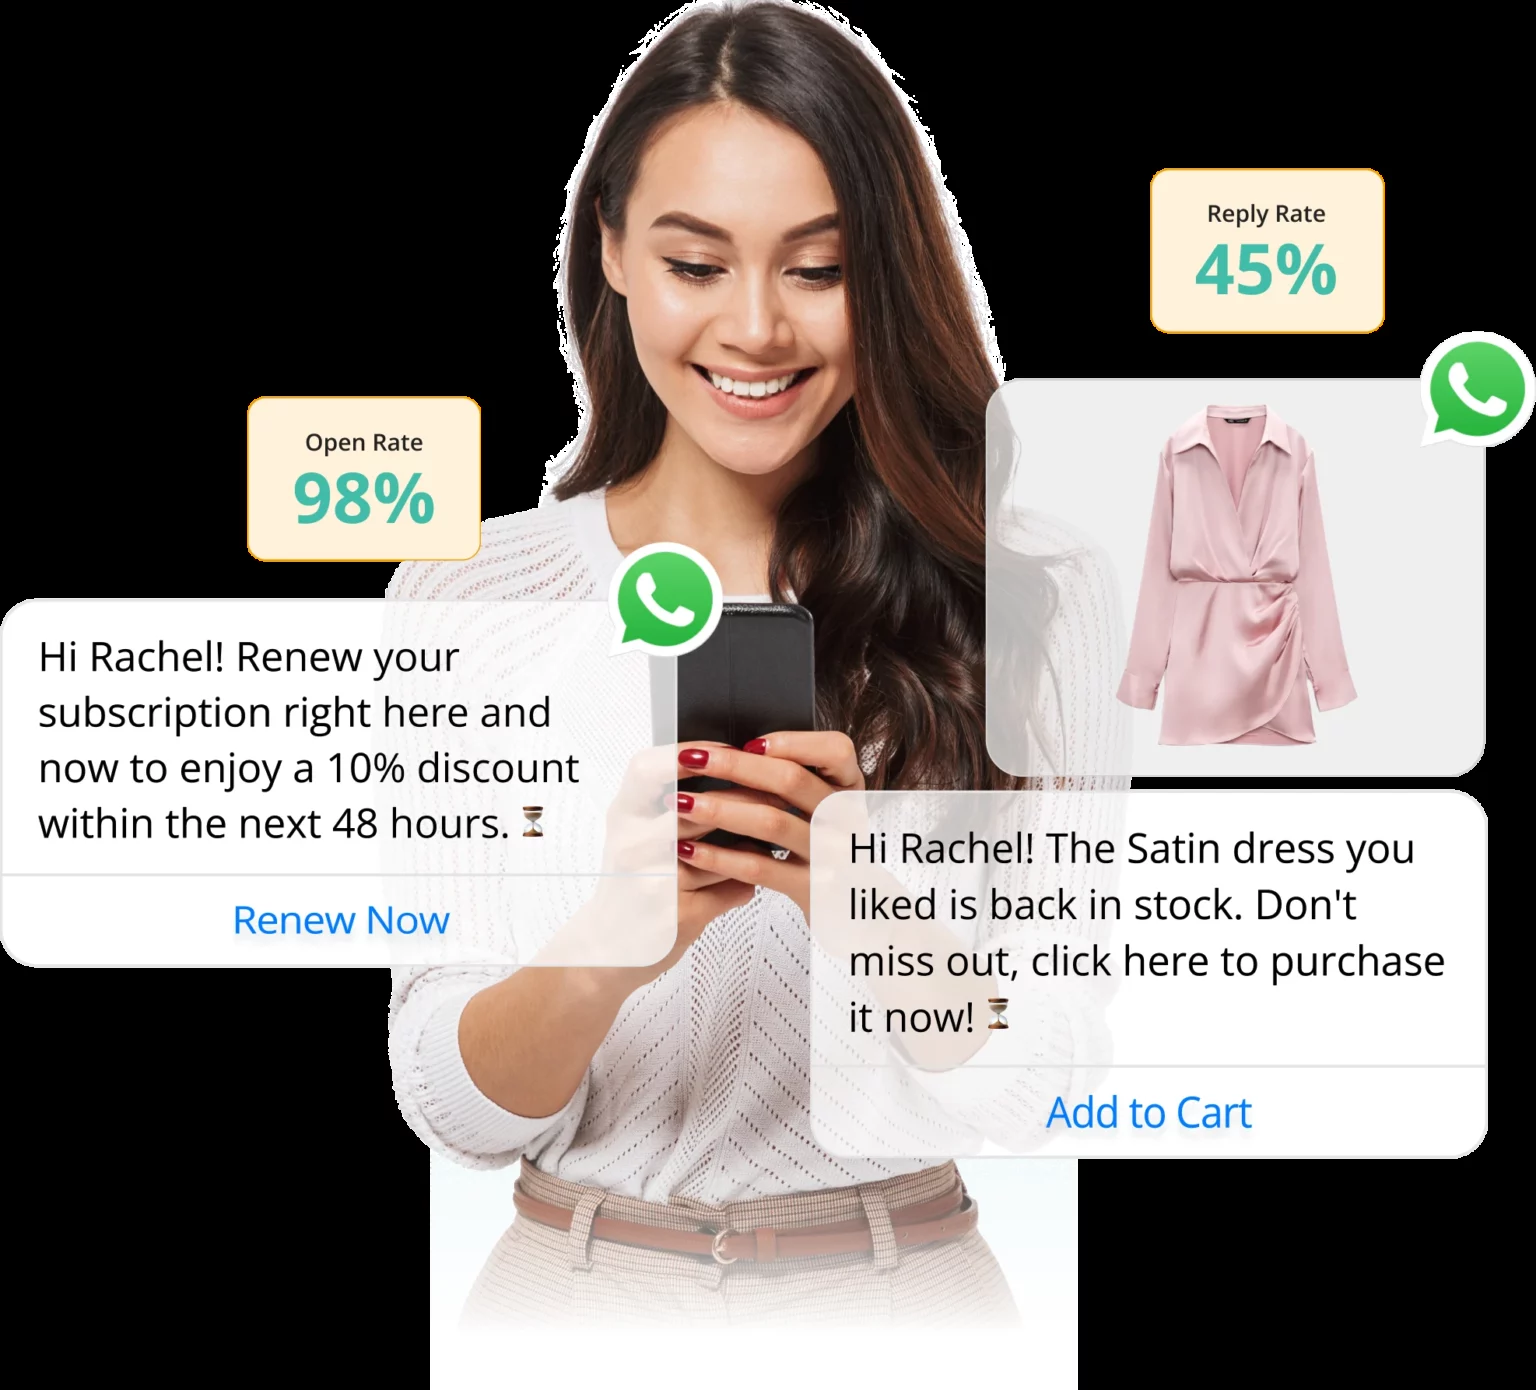 Reply Rate
45%
Open Rate
98%
Hi Rachel! Renew your
subscription right here and
now to enjoy a 10% discount
within the next 48 hours. ⏳
Renew Now
Hi Rachel! The Satin dress you
liked is back in stock. Don't
miss out, click here to purchase
it now! ⏳
Add to Cart